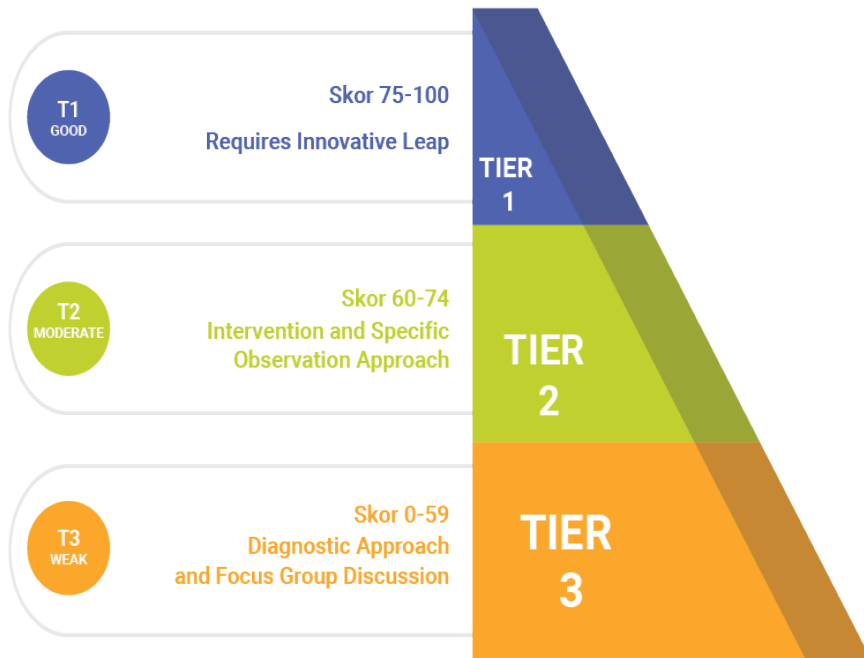 T1
GOOD
Skor 75-100
Requires Innovative Leap
TIER
1
T2
MODERATE
Skor 60-74
Intervention and Specific
Observation Approach
TIER
2
T3
WEAK
Skor 0-59
Diagnostic Approach
and Focus Group Discussion
TIER
3